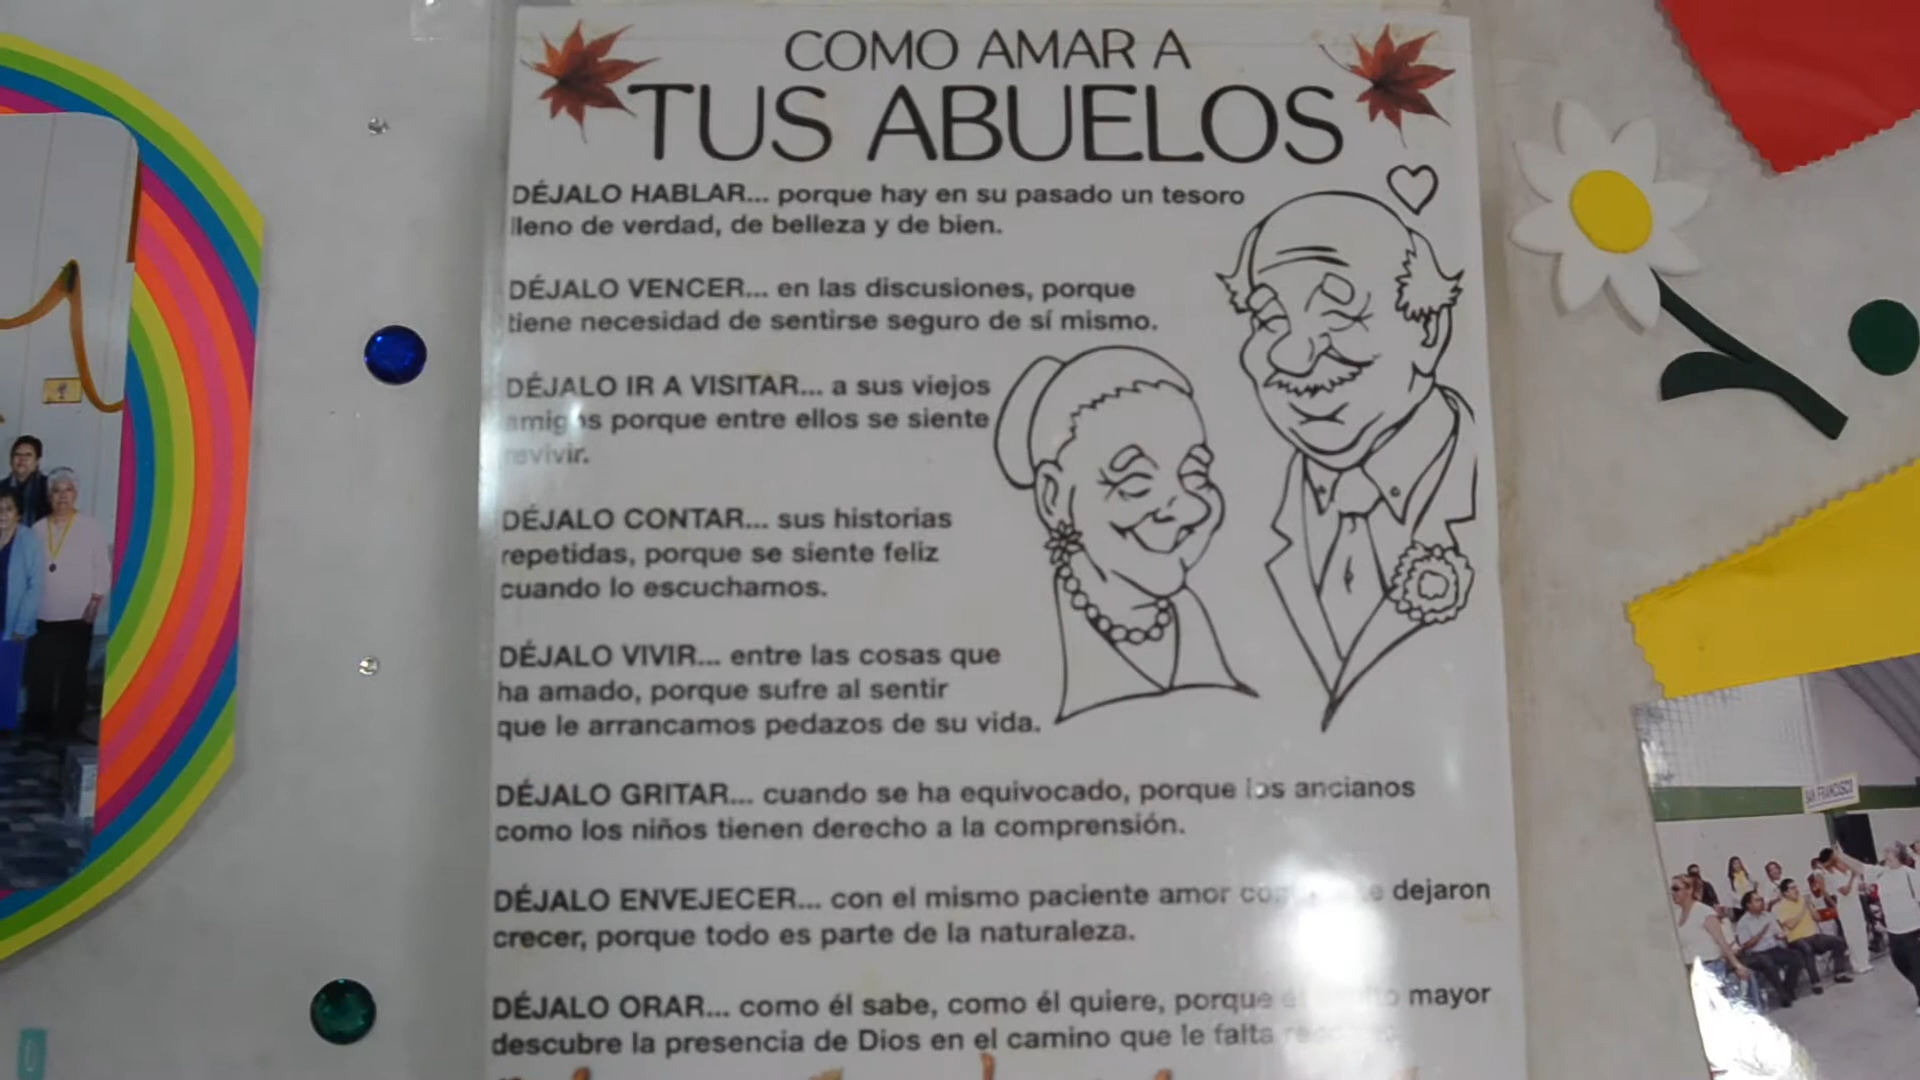 COMO AMAR A
TUS ABUELOS
DÉJALO HABLAR... porque hay en su pasado un tesoro
lleno de verdad, de belleza y de bien.
DÉJALO VENCER... en las discusiones, porque
tiene necesidad de sentirse seguro de sí mismo.
DÉJALO IR A VISITAR... a sus viejos
amigos porque entre ellos se siente
revivir.
DÉJALO CONTAR... sus historias
repetidas, porque se siente feliz
cuando lo escuchamos.
DÉJALO VIVIR... entre las cosas que
ha amado, porque sufre al sentir
que le arrancamos pedazos de su vida.
DÉJALO GRITAR... cuando se ha equivocado, porque los ancianos
como los niños tienen derecho a la comprensión.
DÉJALO ENVEJECER... con el mismo paciente amor dejaron
crecer, porque todo es parte de la naturaleza.
DÉJALO ORAR... como él sabe, como él quiere, porque mayor
descubre la presencia de Dios en el camino que le falta
SAN FRANCISCO